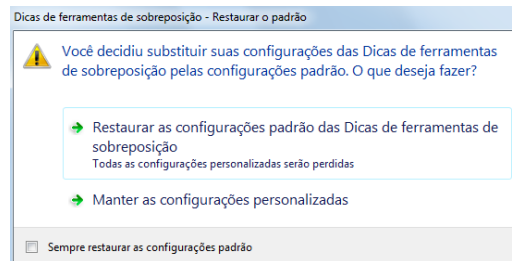 Dicas de ferramentas de sobreposição - Restaurar o padrão
Você decidiu substituir suas configurações das Dicas de ferramentas
de sobreposição pelas configurações padrão. O que deseja fazer?
Restaurar as configurações padrão das Dicas de ferramentas de
sobreposição
Todas as configurações personalizadas serão perdidas
Manter as configurações personalizadas
Sempre restaurar as configurações padrão